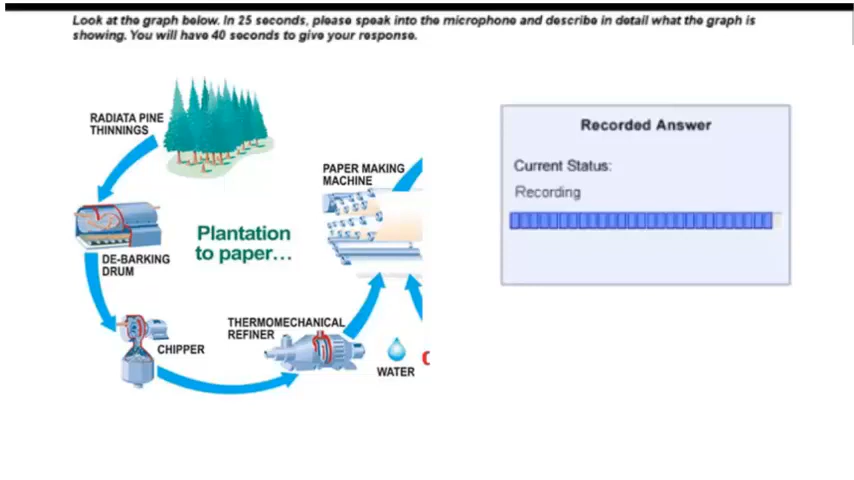 Look at the graph below. In 25 seconds, please speak into the microphone and describe in detail what the graph is
showing. You will have 40 seconds to give your response.
RADIATA PINE
THINNINGS
PAPER MAKING
MACHINE
Plantation
to paper...
DE-BARKING
DRUM
CHIPPER
THERMOMECHANICAL
REFINER
WATER
Recorded Answer
Current Status:
Recording